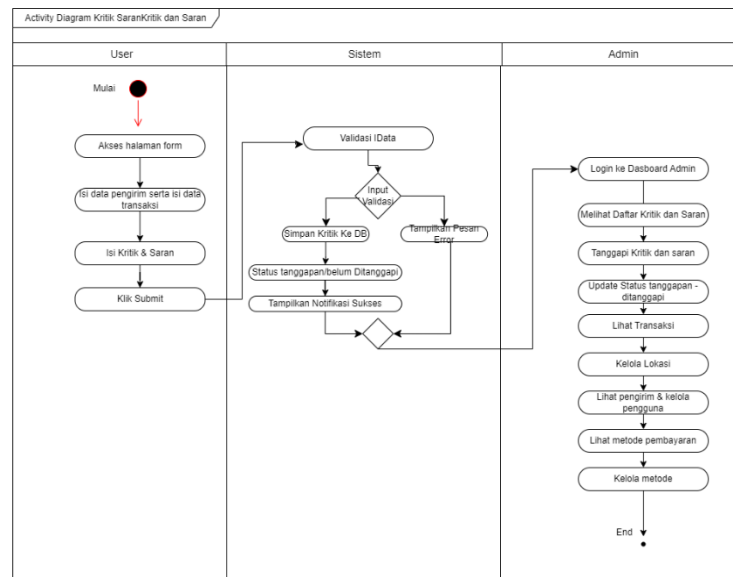 Activity Diagram Kritik SaranKritik dan Saran
User
Sistem
Admin
Mulai
Akses halaman form
Isi data pengirim serta isi data
transaksi
Isi Kritik & Saran
Klik Submit
Validasi IData
Input
Validasi
Simpan Kritik Ke DB
Tampilkan Pesan
Error
Status tanggapan/belum Ditanggapi
Tampilkan Notifikasi Sukses
Login ke Dasboard Admin
Melihat Daftar Kritik dan Saran
Tanggapi Kritik dan saran
Update Status tanggapan -
ditanggapi
Lihat Transaksi
Kelola Lokasi
Lihat pengirim & kelola
pengguna
Lihat metode pembayaran
Kelola metode
End